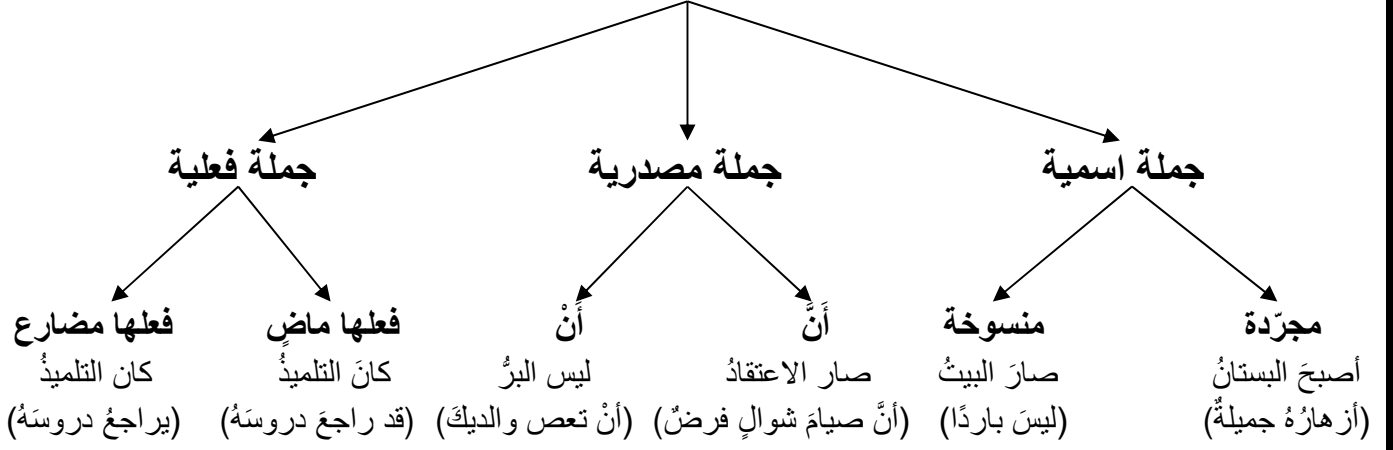 جملة اسمية جملة مصدرية جملة فعلية
مجرّدة منسوخة أَنَّ أَنْ فعلها ماضٍ فعلها مضارع
أصبحَ البستانُ صارَ البيتُ صار الاعتقادُ ليس البرُّ كانَ التلميذُ كان التلميذُ
(أزهارُهُ جميلةٌ) (ليسَ باردًا) (أنَّ صيامَ شوالٍ فرضٌ) (أنْ تعص والديكَ) (قد راجعَ دروسَهُ) (يراجعُ دروسَهُ)